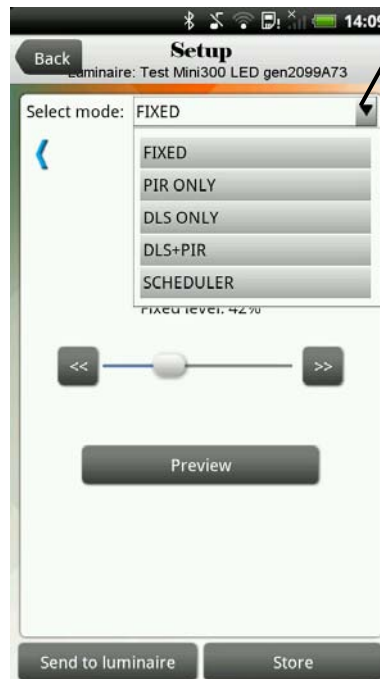 14:09
Back
Setup
Luminaire: Test Mini300 LED gen2099A73
Select mode: FIXED
FIXED
PIR ONLY
DLS ONLY
DLS+PIR
SCHEDULER
Fixed level: 42%
<<
>>
Preview
Send to luminaire
Store